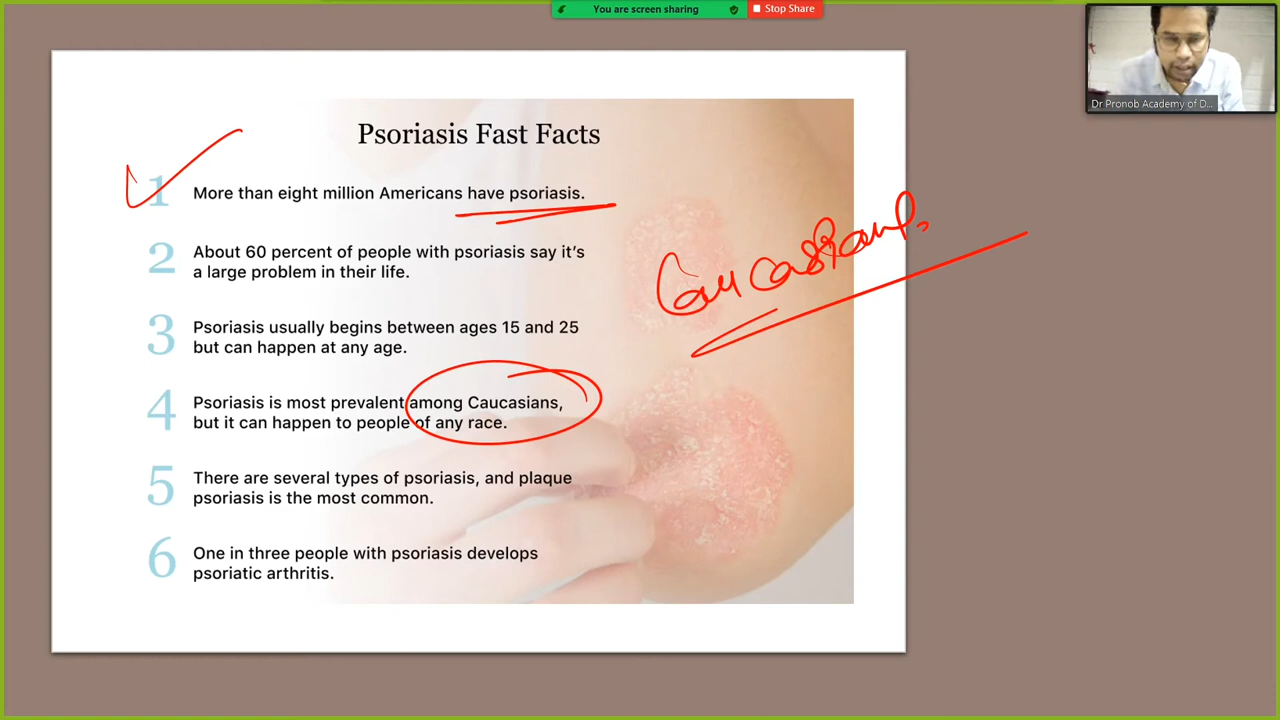 You are screen sharing
Stop Share
Dr Pronob Academy of D...
Psoriasis Fast Facts
1
More than eight million Americans have psoriasis.
2
About 60 percent of people with psoriasis say it's
a large problem in their life.
3
Psoriasis usually begins between ages 15 and 25
but can happen at any age.
4
Psoriasis is most prevalent among Caucasians,
but it can happen to people of any race.
5
There are several types of psoriasis, and plaque
psoriasis is the most common.
6
One in three people with psoriasis develops
psoriatic arthritis.